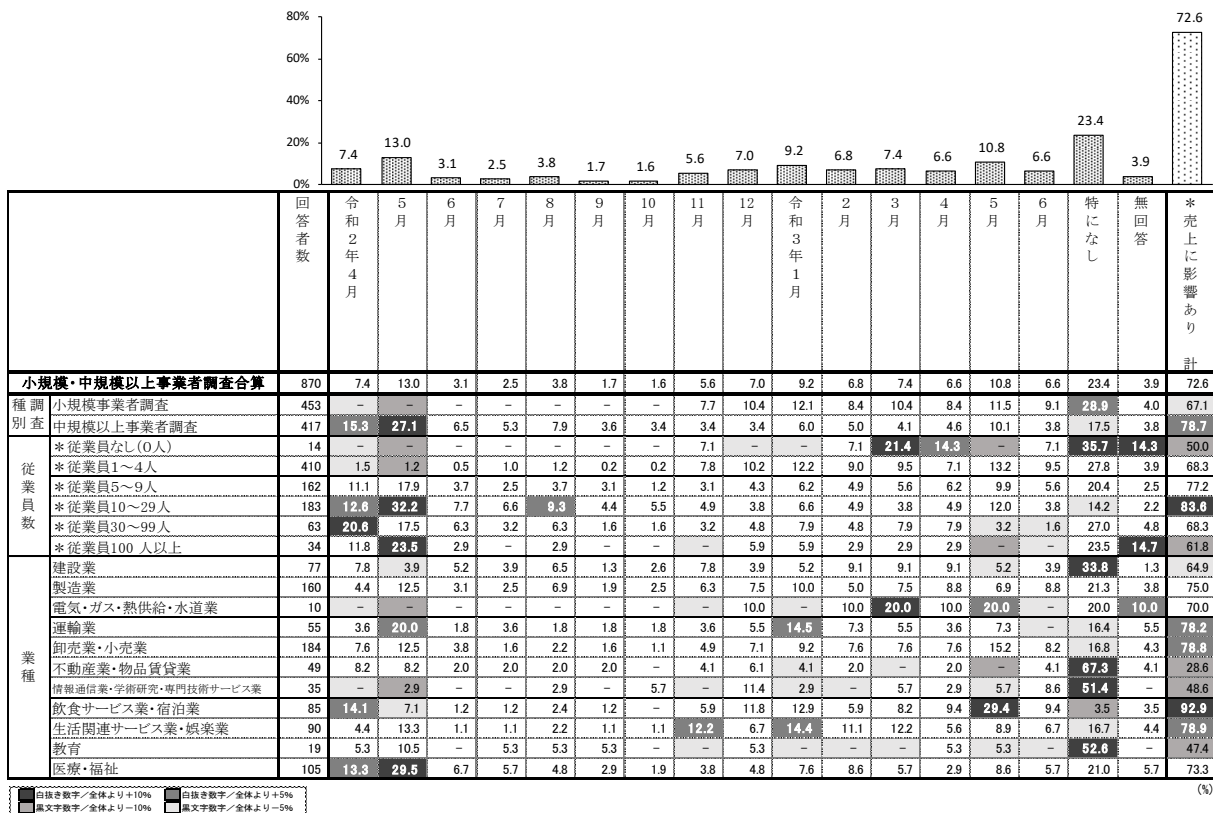 80%
60%
40%
20%
0%
7.4 13.0 3.1 2.5 3.8 1.7 1.6 5.6 7.0 9.2 6.8 7.4 6.6 10.8 6.6 23.4 3.9 72.6
回答者数 令和2年4月 5月 6月 7月 8月 9月 10月 11月 12月 令和3年1月 2月 3月 4月 5月 6月 特になし 無回答 *売上に影響あり 計
小規模・中規模以上事業者調査合算 870 7.4 13.0 3.1 2.5 3.8 1.7 1.6 5.6 7.0 9.2 6.8 7.4 6.6 10.8 6.6 23.4 3.9 72.6
調査種別
小規模事業者調査 453 − − − − − − − 7.7 10.4 12.1 8.4 10.4 8.4 11.5 9.1 28.9 4.0 67.1
中規模以上事業者調査 417 15.3 27.1 6.5 5.3 7.9 3.6 3.4 3.4 3.4 6.0 5.0 4.1 4.6 10.1 3.8 17.5 3.8 78.7
従業員数
*従業員なし(0人) 14 − − − − − − − 7.1 − − 7.1 21.4 14.3 − 7.1 35.7 14.3 50.0
*従業員1〜4人 410 1.5 1.2 0.5 1.0 1.2 0.2 0.2 7.8 10.2 12.2 9.0 9.5 7.1 13.2 9.5 27.8 3.9 68.3
*従業員5〜9人 162 11.1 17.9 3.7 2.5 3.7 3.1 1.2 3.1 4.3 6.2 4.9 5.6 6.2 9.9 5.6 20.4 2.5 77.2
*従業員10〜29人 183 12.6 32.2 7.7 6.6 9.3 4.4 5.5 4.9 3.8 6.6 4.9 3.8 4.9 12.0 3.8 14.2 2.2 83.6
*従業員30〜99人 63 20.6 17.5 6.3 3.2 6.3 1.6 1.6 3.2 4.8 7.9 4.8 7.9 7.9 3.2 1.6 27.0 4.8 68.3
*従業員100 人以上 34 11.8 23.5 2.9 − 2.9 − − − 5.9 5.9 2.9 2.9 2.9 − − 23.5 14.7 61.8
業種
建設業 77 7.8 3.9 5.2 3.9 6.5 1.3 2.6 7.8 3.9 5.2 9.1 9.1 9.1 5.2 3.9 33.8 1.3 64.9
製造業 160 4.4 12.5 3.1 2.5 6.9 1.9 2.5 6.3 7.5 10.0 5.0 7.5 8.8 6.9 8.8 21.3 3.8 75.0
電気・ガス・熱供給・水道業 10 − − − − − − − − 10.0 − 10.0 20.0 10.0 20.0 − 20.0 10.0 70.0
運輸業 55 3.6 20.0 1.8 3.6 1.8 1.8 1.8 3.6 5.5 14.5 7.3 5.5 3.6 7.3 − 16.4 5.5 78.2
卸売業・小売業 184 7.6 12.5 3.8 1.6 2.2 1.6 1.1 4.9 7.1 9.2 7.6 7.6 7.6 15.2 8.2 16.8 4.3 78.8
不動産業・物品賃貸業 49 8.2 8.2 2.0 2.0 2.0 2.0 − 4.1 6.1 4.1 2.0 − 2.0 − 4.1 67.3 4.1 28.6
情報通信業・学術研究・専門技術サービス業 35 − 2.9 − − 2.9 − 5.7 − 11.4 2.9 − 5.7 2.9 5.7 8.6 51.4 − 48.6
飲食サービス業・宿泊業 85 14.1 7.1 1.2 1.2 2.4 1.2 − 5.9 11.8 12.9 5.9 8.2 9.4 29.4 9.4 3.5 3.5 92.9
生活関連サービス業・娯楽業 90 4.4 13.3 1.1 1.1 2.2 1.1 1.1 12.2 6.7 14.4 11.1 12.2 5.6 8.9 6.7 16.7 4.4 78.9
教育 19 5.3 10.5 − 5.3 5.3 5.3 − − 5.3 − − − 5.3 5.3 − 52.6 − 47.4
医療・福祉 105 13.3 29.5 6.7 5.7 4.8 2.9 1.9 3.8 4.8 7.6 8.6 5.7 2.9 8.6 5.7 21.0 5.7 73.3
(%)
白抜き数字/全体より+10% 白抜き数字/全体より+5%
黒文字数字/全体より−10% 黒文字数字/全体より−5%